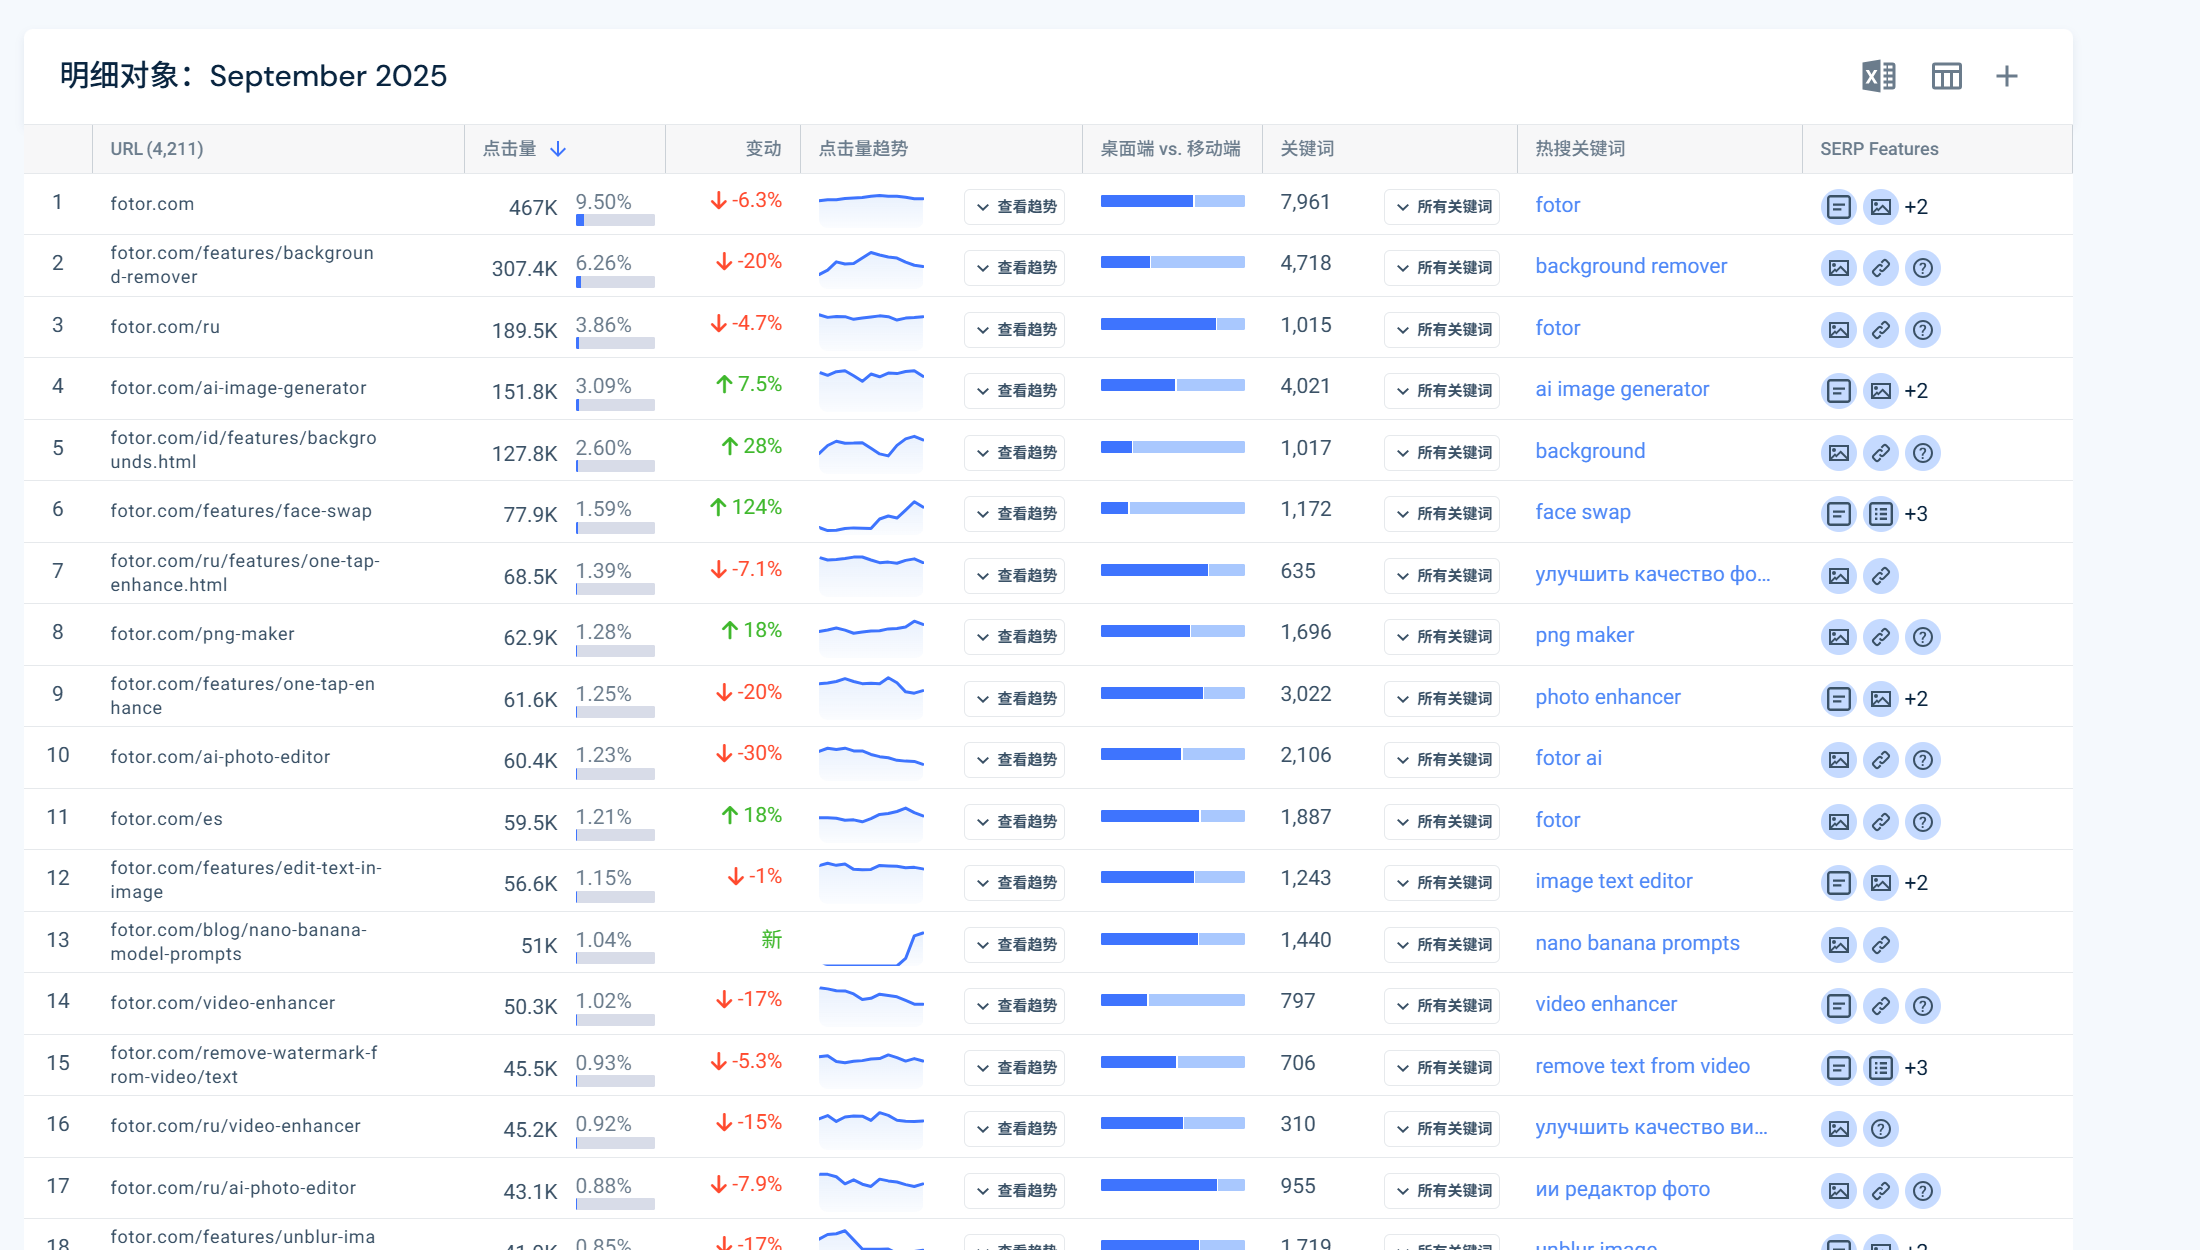 明细对象：September 2025
URL (4,211) 点击量 变动 点击量趋势 桌面端 vs. 移动端 关键词 热搜关键词 SERP Features
1 fotor.com 467K 9.50% -6.3% 查看趋势 7,961 所有关键词 fotor +2
2 fotor.com/features/backgroun
d-remover 307.4K 6.26% -20% 查看趋势 4,718 所有关键词 background remover
3 fotor.com/ru 189.5K 3.86% -4.7% 查看趋势 1,015 所有关键词 fotor
4 fotor.com/ai-image-generator 151.8K 3.09% 7.5% 查看趋势 4,021 所有关键词 ai image generator +2
5 fotor.com/id/features/backgro
unds.html 127.8K 2.60% 28% 查看趋势 1,017 所有关键词 background
6 fotor.com/features/face-swap 77.9K 1.59% 124% 查看趋势 1,172 所有关键词 face swap +3
7 fotor.com/ru/features/one-tap-
enhance.html 68.5K 1.39% -7.1% 查看趋势 635 所有关键词 улучшить качество фо...
8 fotor.com/png-maker 62.9K 1.28% 18% 查看趋势 1,696 所有关键词 png maker
9 fotor.com/features/one-tap-en
hance 61.6K 1.25% -20% 查看趋势 3,022 所有关键词 photo enhancer +2
10 fotor.com/ai-photo-editor 60.4K 1.23% -30% 查看趋势 2,106 所有关键词 fotor ai
11 fotor.com/es 59.5K 1.21% 18% 查看趋势 1,887 所有关键词 fotor
12 fotor.com/features/edit-text-in-
image 56.6K 1.15% -1% 查看趋势 1,243 所有关键词 image text editor +2
13 fotor.com/blog/nano-banana-
model-prompts 51K 1.04% 新 查看趋势 1,440 所有关键词 nano banana prompts
14 fotor.com/video-enhancer 50.3K 1.02% -17% 查看趋势 797 所有关键词 video enhancer
15 fotor.com/remove-watermark-f
rom-video/text 45.5K 0.93% -5.3% 查看趋势 706 所有关键词 remove text from video +3
16 fotor.com/ru/video-enhancer 45.2K 0.92% -15% 查看趋势 310 所有关键词 улучшить качество ви...
17 fotor.com/ru/ai-photo-editor 43.1K 0.88% -7.9% 查看趋势 955 所有关键词 ии редактор фото
18 fotor.com/features/unblur-ima
0.85% -17% 查看趋势 1,719 所有关键词 unblur image +2